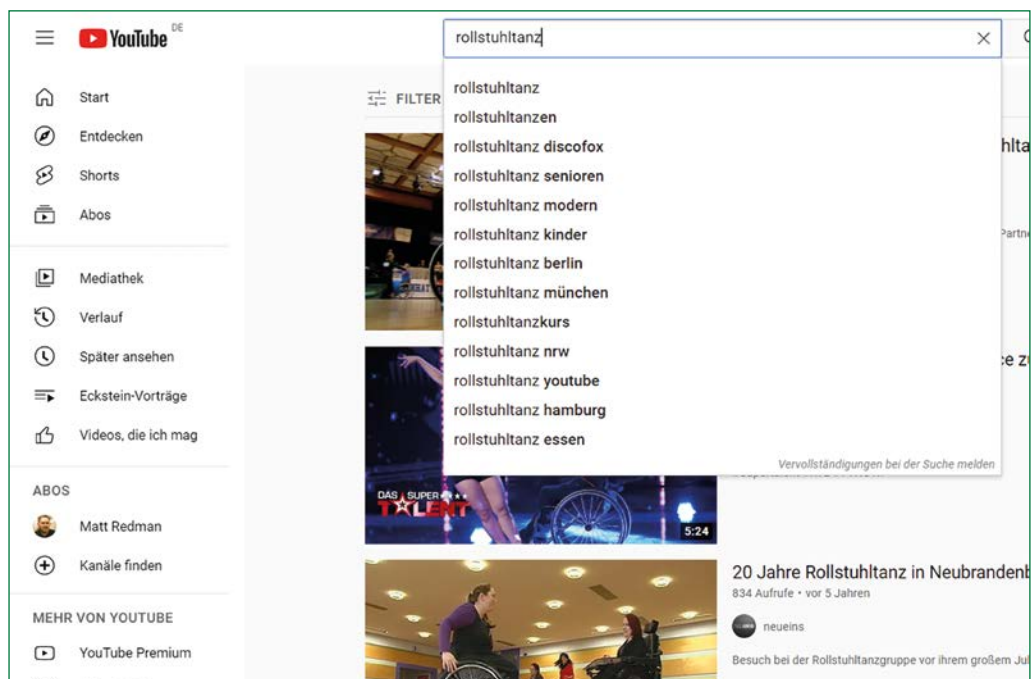 YouTube DE
rollstuhltanz
Start
Entdecken
Shorts
Abos
Mediathek
Verlauf
Später ansehen
Eckstein-Vorträge
Videos, die ich mag
ABOS
Matt Redman
Kanäle finden
MEHR VON YOUTUBE
YouTube Premium
FILTER
rollstuhltanz
rollstuhltanzen
rollstuhltanz discofox
rollstuhltanz senioren
rollstuhltanz modern
rollstuhltanz kinder
rollstuhltanz berlin
rollstuhltanz münchen
rollstuhltanzkurs
rollstuhltanz nrw
rollstuhltanz youtube
rollstuhltanz hamburg
rollstuhltanz essen
Vervollständigungen bei der Suche melden
DAS SUPER
TALENT
5:24
20 Jahre Rollstuhltanz in Neubrandenb
834 Aufrufe • vor 5 Jahren
neueins
Besuch bei der Rollstuhltanzgruppe vor ihrem großem Jul